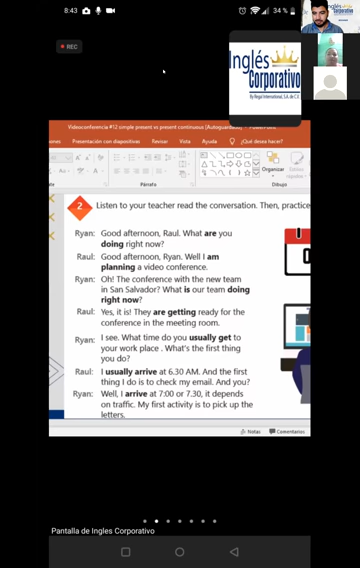 8:43
34 %
REC
Inglés
Corporativo
By Regal International, S.A. de C.V.
Videoconferencia #12 simple present vs present continuous [Autoguardado] - PowerPoint
Presentación con diapositivas
Revisar
Vista
Ayuda
¿Qué desea hacer?
Organizar
Estilos
rápidos
Párrafo
Dibujo
2
Listen to your teacher read the conversation. Then, practice
Ryan:
Good afternoon, Raul. What are you
doing right now?
Raul:
Good afternoon, Ryan. Well I am
planning a video conference.
Ryan:
Oh! The conference with the new team
in San Salvador? What is our team doing
right now?
Raul:
Yes, it is! They are getting ready for the
conference in the meeting room.
Ryan:
I see. What time do you usually get to
your work place . What's the first thing
you do?
Raul:
I usually arrive at 6.30 AM. And the first
thing I do is to check my email. And you?
Ryan:
Well, I arrive at 7:00 or 7.30, it depends
on traffic. My first activity is to pick up the
letters.
Notas
Comentarios
Pantalla de Ingles Corporativo